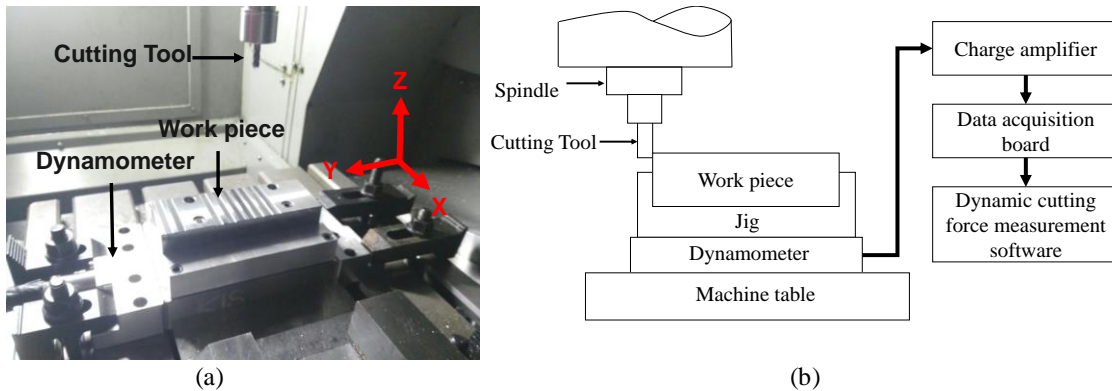 Cutting Tool
Work piece
Dynamometer
Z
Y
X
(a)
Spindle
Cutting Tool
Work piece
Jig
Dynamometer
Machine table
Charge amplifier
Data acquisition
board
Dynamic cutting
force measurement
software
(b)